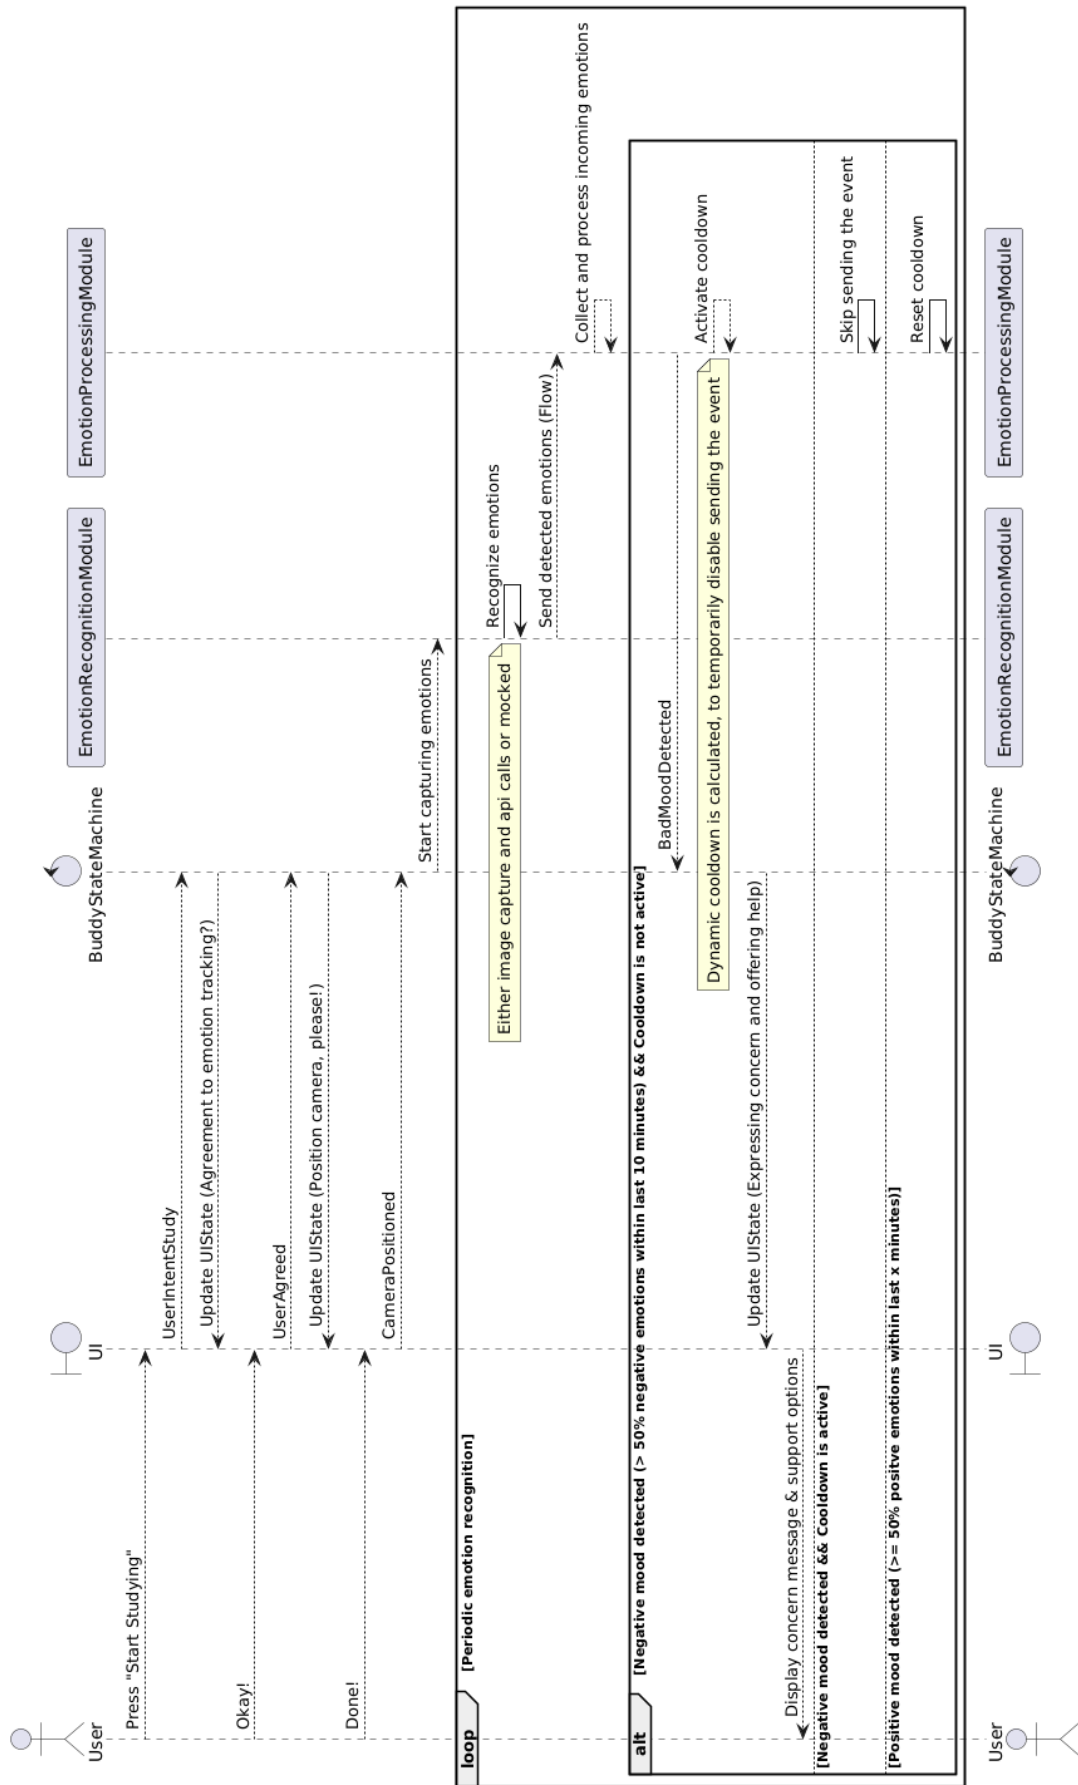 User
UI
BuddyStateMachine
EmotionRecognitionModule
EmotionProcessingModule
Press "Start Studying"
UserIntentStudy
Update UIState (Agreement to emotion tracking?)
Okay!
UserAgreed
Update UIState (Position camera, please!)
Done!
CameraPositioned
Start capturing emotions
loop
[Periodic emotion recognition]
Either image capture and api calls or mocked
Recognize emotions
Send detected emotions (Flow)
Collect and process incoming emotions
alt
[Negative mood detected (> 50% negative emotions within last 10 minutes) && Cooldown is not active]
BadMoodDetected
Dynamic cooldown is calculated, to temporarily disable sending the event
Activate cooldown
Update UIState (Expressing concern and offering help)
Display concern message & support options
[Negative mood detected && Cooldown is active]
Skip sending the event
[Positive mood detected (>= 50% positve emotions within last x minutes)]
Reset cooldown
User
UI
BuddyStateMachine
EmotionRecognitionModule
EmotionProcessingModule